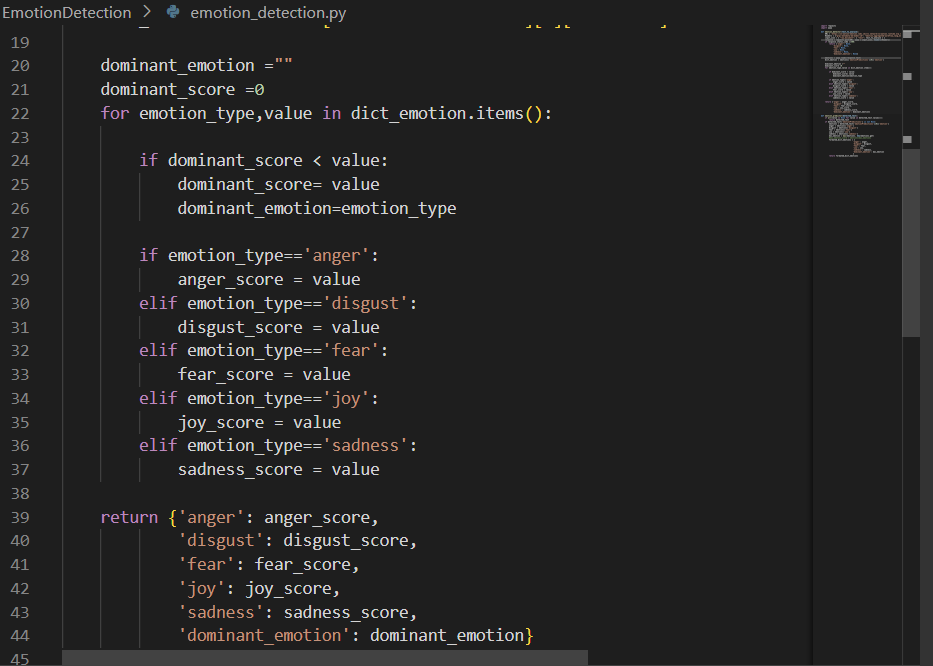 EmotionDetection > emotion_detection.py
19
20 dominant_emotion =""
21 dominant_score =0
22 for emotion_type,value in dict_emotion.items():
23
24 if dominant_score < value:
25 dominant_score= value
26 dominant_emotion=emotion_type
27
28 if emotion_type=='anger':
29 anger_score = value
30 elif emotion_type=='disgust':
31 disgust_score = value
32 elif emotion_type=='fear':
33 fear_score = value
34 elif emotion_type=='joy':
35 joy_score = value
36 elif emotion_type=='sadness':
37 sadness_score = value
38
39 return {'anger': anger_score,
40 'disgust': disgust_score,
41 'fear': fear_score,
42 'joy': joy_score,
43 'sadness': sadness_score,
44 'dominant_emotion': dominant_emotion}
45